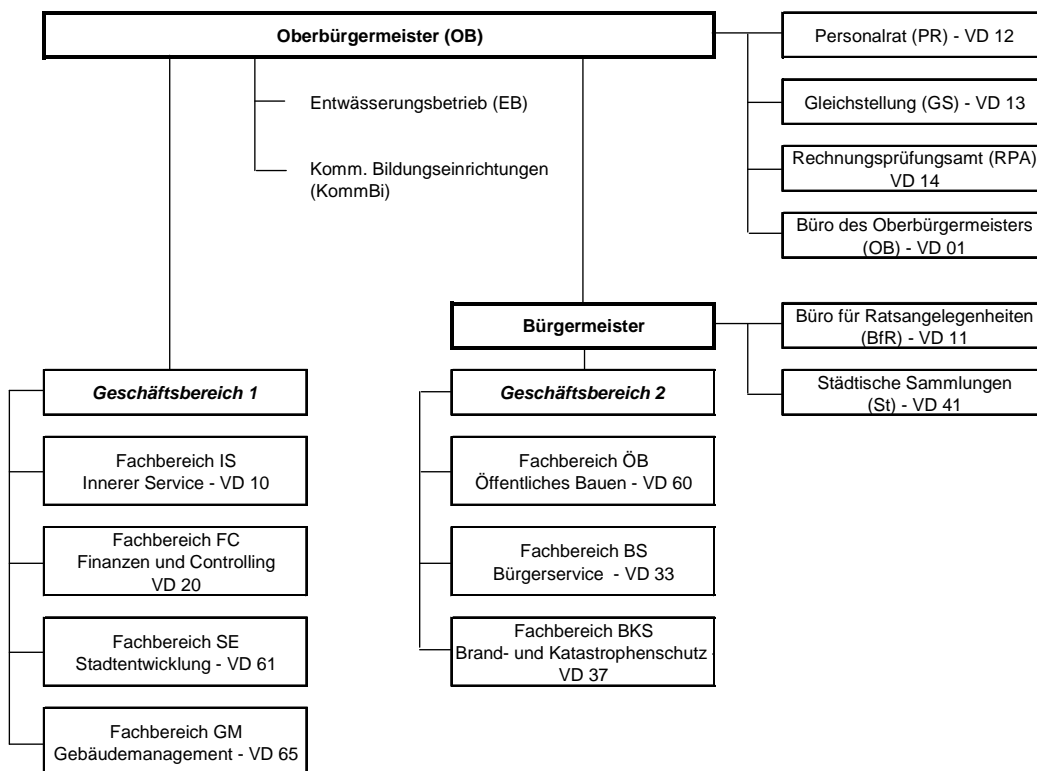 Oberbürgermeister (OB)
Personalrat (PR) - VD 12
Entwässerungsbetrieb (EB)
Gleichstellung (GS) - VD 13
Komm. Bildungseinrichtungen
(KommBi)
Rechnungsprüfungsamt (RPA)
VD 14
Büro des Oberbürgermeisters
(OB) - VD 01
Bürgermeister
Büro für Ratsangelegenheiten
(BfR) - VD 11
Städtische Sammlungen
(St) - VD 41
Geschäftsbereich 1
Fachbereich IS
Innerer Service - VD 10
Fachbereich FC
Finanzen und Controlling
VD 20
Fachbereich SE
Stadtentwicklung - VD 61
Fachbereich GM
Gebäudemanagement - VD 65
Geschäftsbereich 2
Fachbereich ÖB
Öffentliches Bauen - VD 60
Fachbereich BS
Bürgerservice - VD 33
Fachbereich BKS
Brand- und Katastrophenschutz -
VD 37